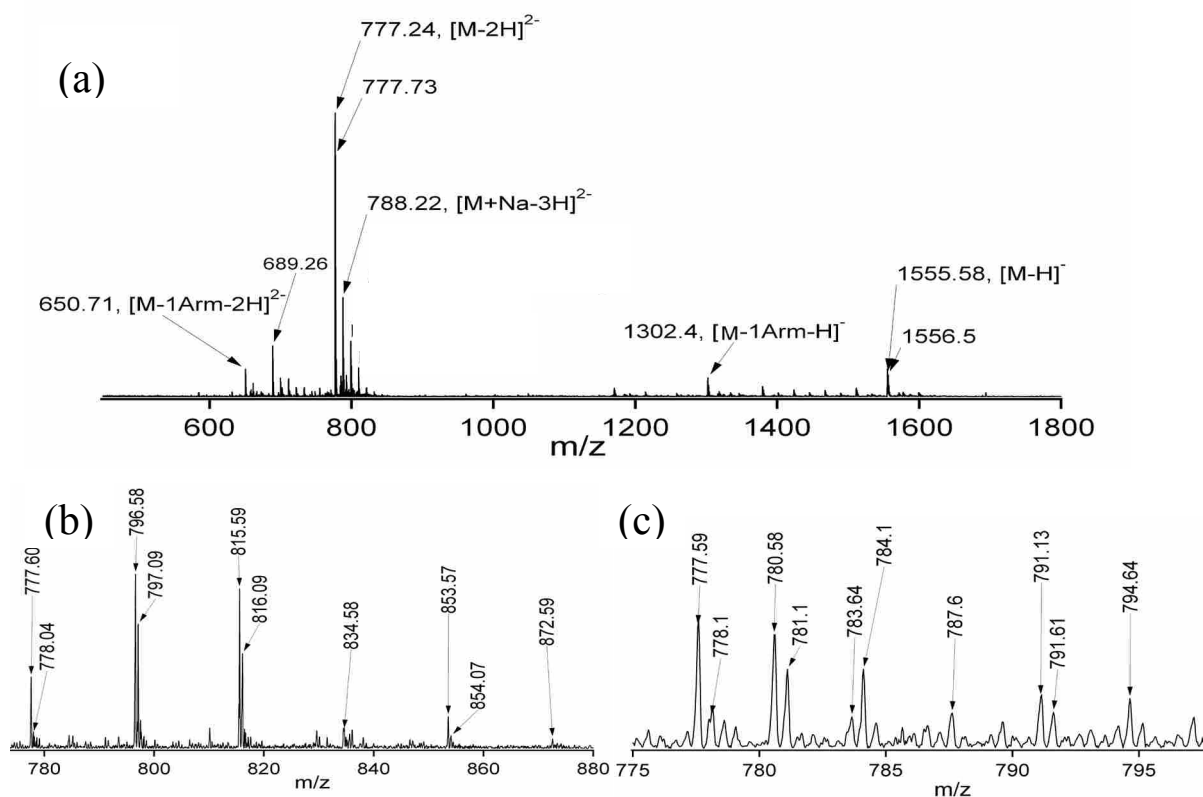 (a)
777.24, [M-2H]2-
777.73
788.22, [M+Na-3H]2-
689.26
650.71, [M-1Arm-2H]2-
1302.4, [M-1Arm-H]-
1555.58, [M-H]-
1556.5
600 800 1000 1200 1400 1600 1800
m/z
(b)
777.60
778.04
796.58
797.09
815.59
816.09
834.58
853.57
854.07
872.59
780 800 820 840 860 880
m/z
(c)
777.59
778.1
780.58
781.1
783.64
784.1
787.6
791.13
791.61
794.64
775 780 785 790 795
m/z